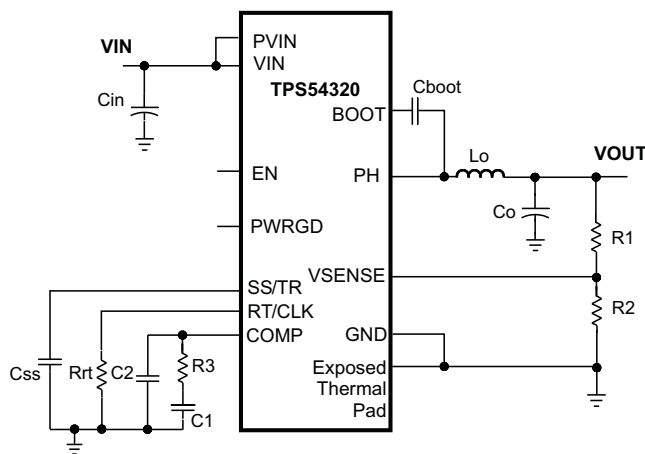 VIN
PVIN
VIN
TPS54320
Cin
BOOT
Cboot
EN
PH
Lo
VOUT
Co
PWRGD
R1
VSENSE
SS/TR
RT/CLK
R2
COMP
GND
Css
Rrt
C2
R3
C1
Exposed
Thermal
Pad